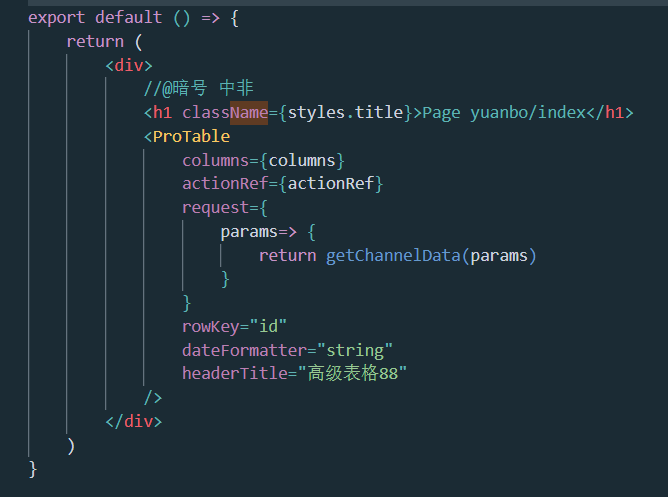 export default () => {
return (
<div>
//@暗号 中非
<h1 className={styles.title}>Page yuanbo/index</h1>
<ProTable
columns={columns}
actionRef={actionRef}
request={
params=> {
return getChannelData(params)
}
}
rowKey="id"
dateFormatter="string"
headerTitle="高级表格88"
/>
</div>
)
}